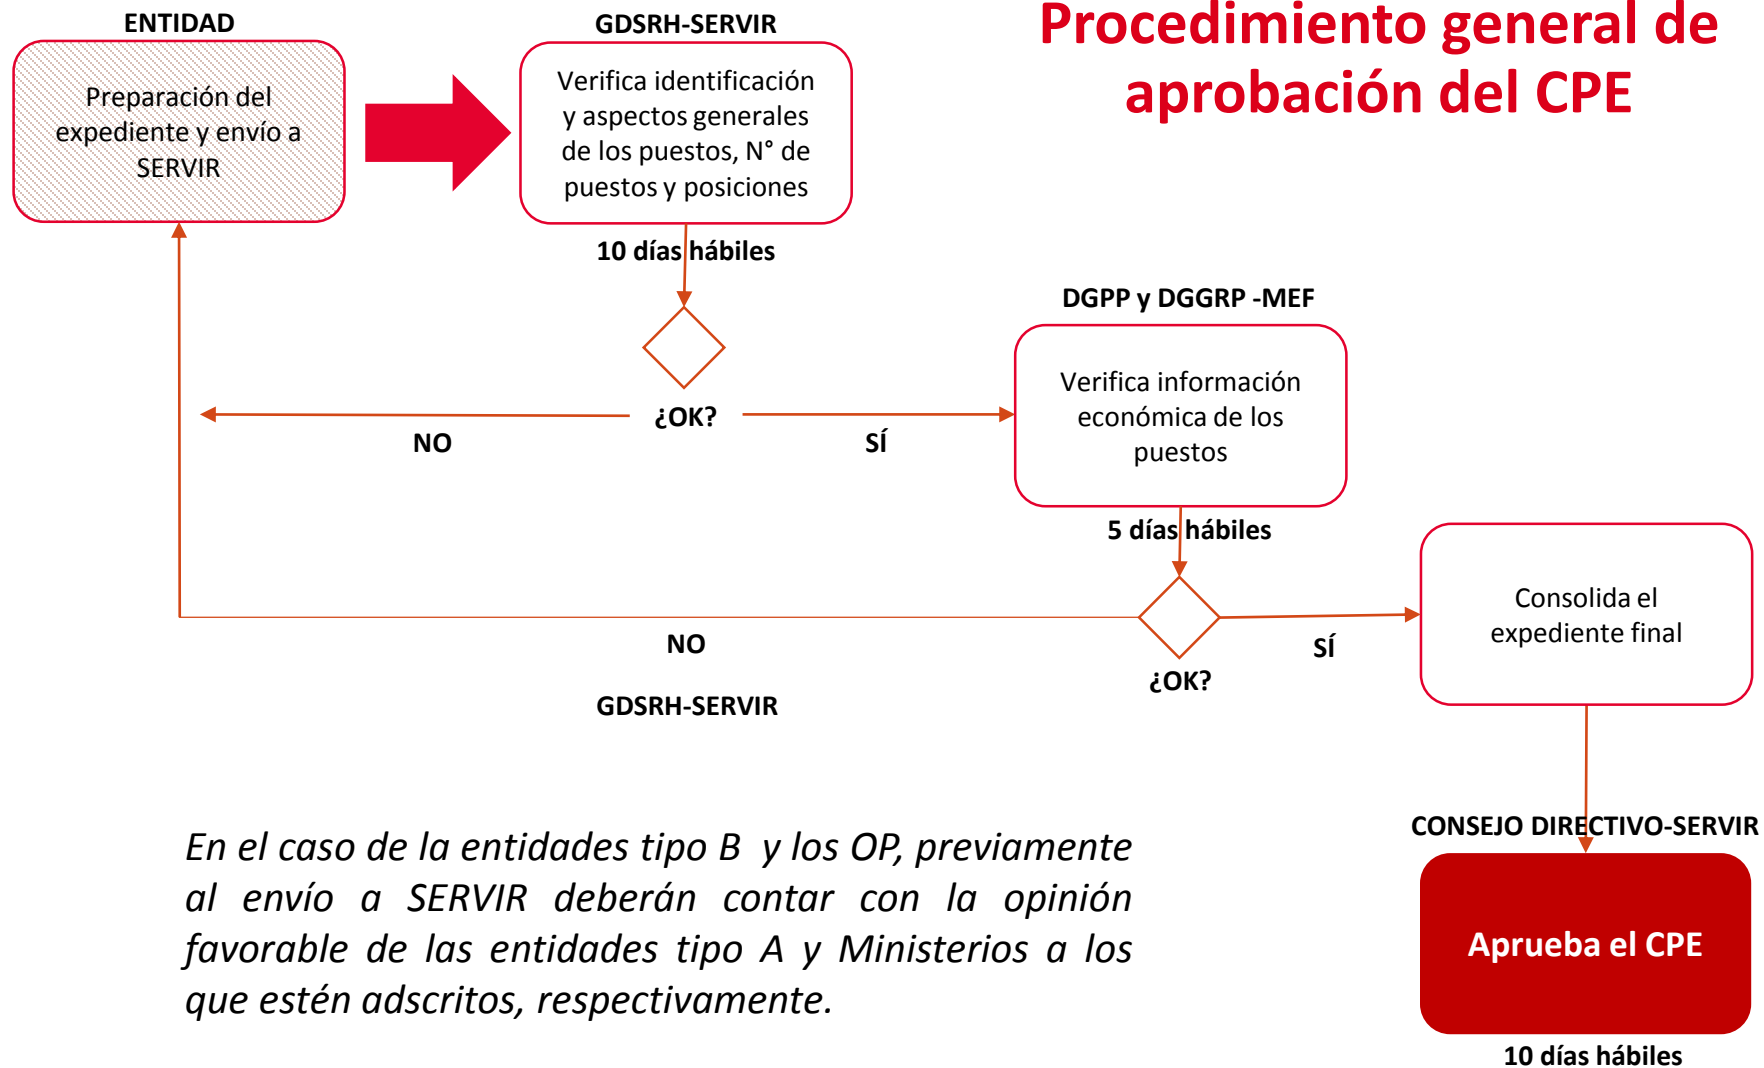 Procedimiento general de
aprobación del CPE
ENTIDAD
Preparación del
expediente y envío a
SERVIR
GDSRH-SERVIR
Verifica identificación
y aspectos generales
de los puestos, N° de
puestos y posiciones
10 días hábiles
¿OK?
NO
SÍ
DGPP y DGGRP -MEF
Verifica información
económica de los
puestos
5 días hábiles
¿OK?
NO
SÍ
GDSRH-SERVIR
Consolida el
expediente final
CONSEJO DIRECTIVO-SERVIR
Aprueba el CPE
10 días hábiles
En el caso de la entidades tipo B y los OP, previamente
al envío a SERVIR deberán contar con la opinión
favorable de las entidades tipo A y Ministerios a los
que estén adscritos, respectivamente.